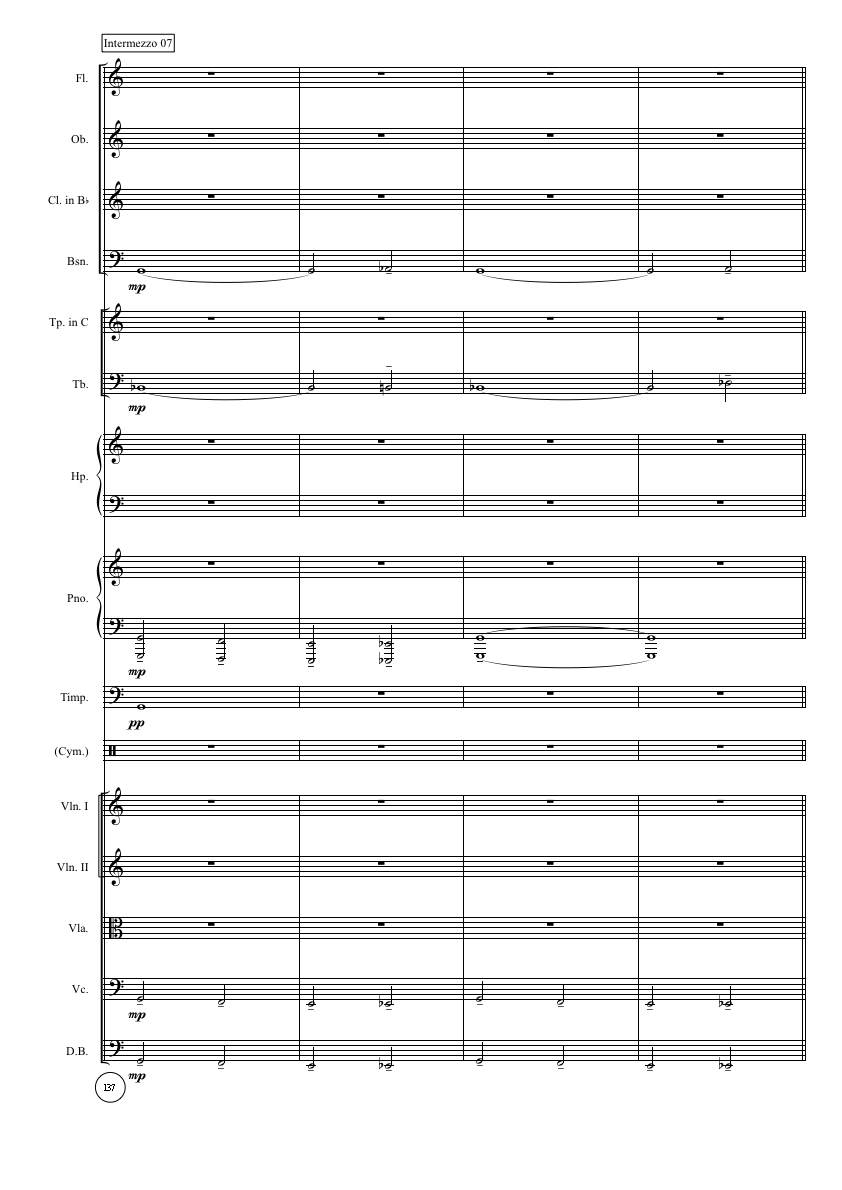 Intermezzo 07
Fl.
Ob.
Cl. in B♭
Bsn.
mp
Tp. in C
Tb.
mp
Hp.
Pno.
mp
Timp.
pp
(Cym.)
Vln. I
Vln. II
Vla.
Vc.
mp
D.B.
mp
137